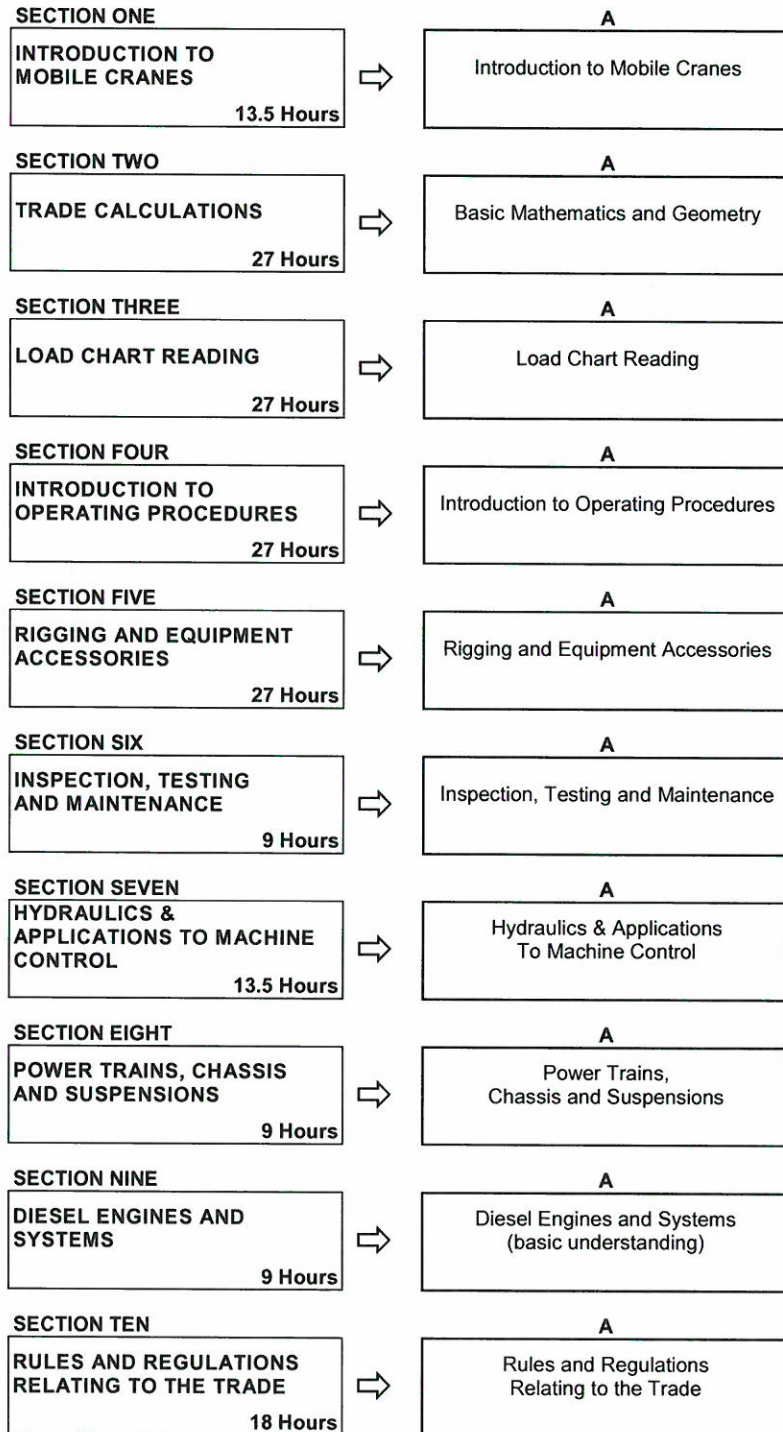 SECTION ONE
INTRODUCTION TO
MOBILE CRANES
13.5 Hours
A
Introduction to Mobile Cranes
SECTION TWO
TRADE CALCULATIONS
27 Hours
A
Basic Mathematics and Geometry
SECTION THREE
LOAD CHART READING
27 Hours
A
Load Chart Reading
SECTION FOUR
INTRODUCTION TO
OPERATING PROCEDURES
27 Hours
A
Introduction to Operating Procedures
SECTION FIVE
RIGGING AND EQUIPMENT
ACCESSORIES
27 Hours
A
Rigging and Equipment Accessories
SECTION SIX
INSPECTION, TESTING
AND MAINTENANCE
9 Hours
A
Inspection, Testing and Maintenance
SECTION SEVEN
HYDRAULICS &
APPLICATIONS TO MACHINE
CONTROL
13.5 Hours
A
Hydraulics & Applications
To Machine Control
SECTION EIGHT
POWER TRAINS, CHASSIS
AND SUSPENSIONS
9 Hours
A
Power Trains,
Chassis and Suspensions
SECTION NINE
DIESEL ENGINES AND
SYSTEMS
9 Hours
A
Diesel Engines and Systems
(basic understanding)
SECTION TEN
RULES AND REGULATIONS
RELATING TO THE TRADE
18 Hours
A
Rules and Regulations
Relating to the Trade